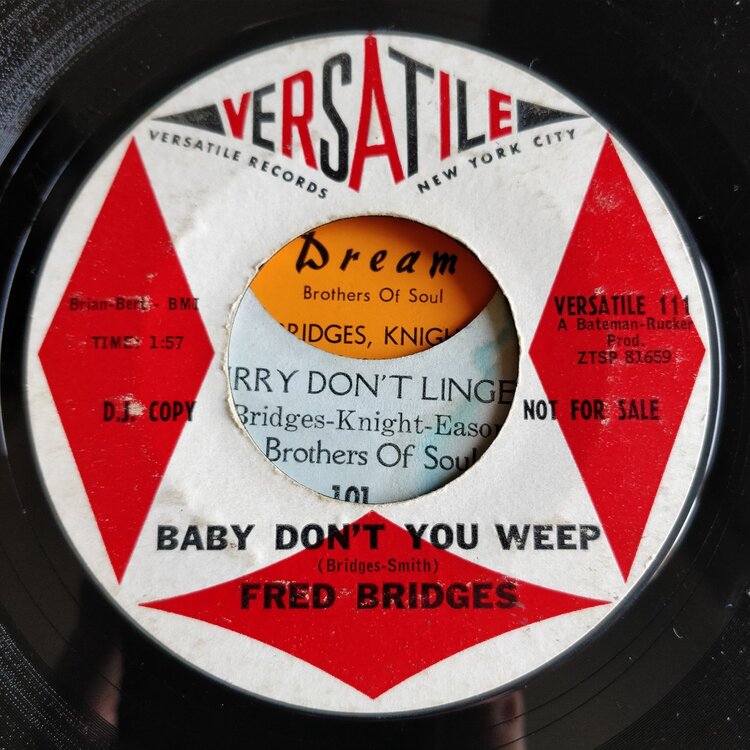 VERSATILE
VERSATILE RECORDS NEW YORK CITY
Brian-Bert - BMI
TIME: 1:57
D.J. COPY
VERSATILE 111
A Bateman-Rucker
Prod.
ZTSP 81659
NOT FOR SALE
Dream
Brothers Of Soul
RIDGES, KNIG
RRY DON'T LINGE
Bridges-Knight-Eason
Brothers Of Soul
101
BABY DON'T YOU WEEP
(Bridges-Smith)
FRED BRIDGES